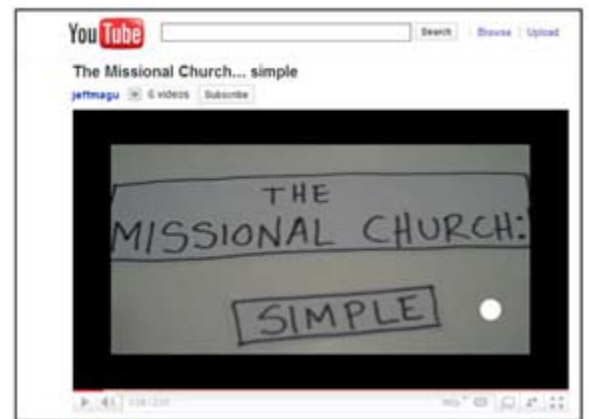 YouTube Search Browse Upload
The Missional Church... simple
jeffmagu 6 videos Subscribe
THE
MISSIONAL CHURCH:
SIMPLE